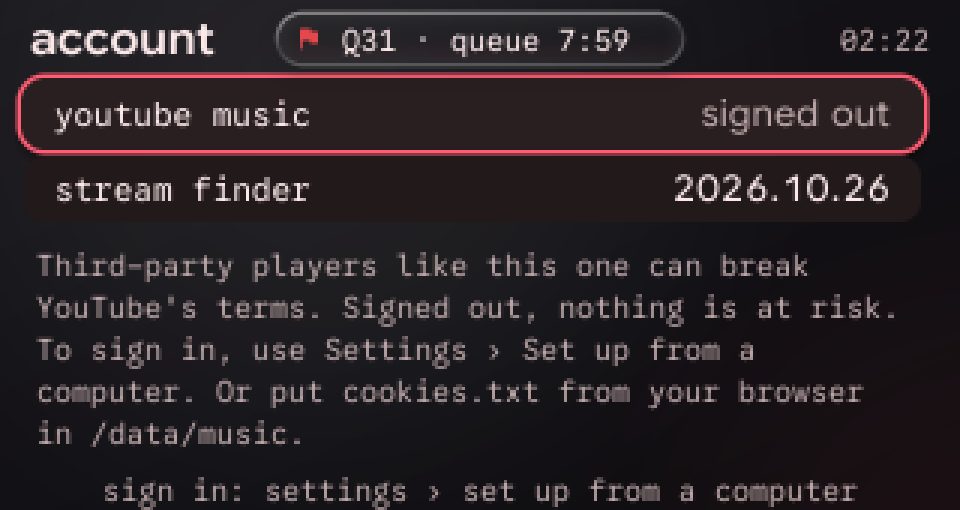 account
Q31 · queue 7:59
02:22
youtube music
signed out
stream finder
2026.10.26
Third-party players like this one can break
YouTube's terms. Signed out, nothing is at risk.
To sign in, use Settings › Set up from a
computer. Or put cookies.txt from your browser
in /data/music.
sign in: settings › set up from a computer